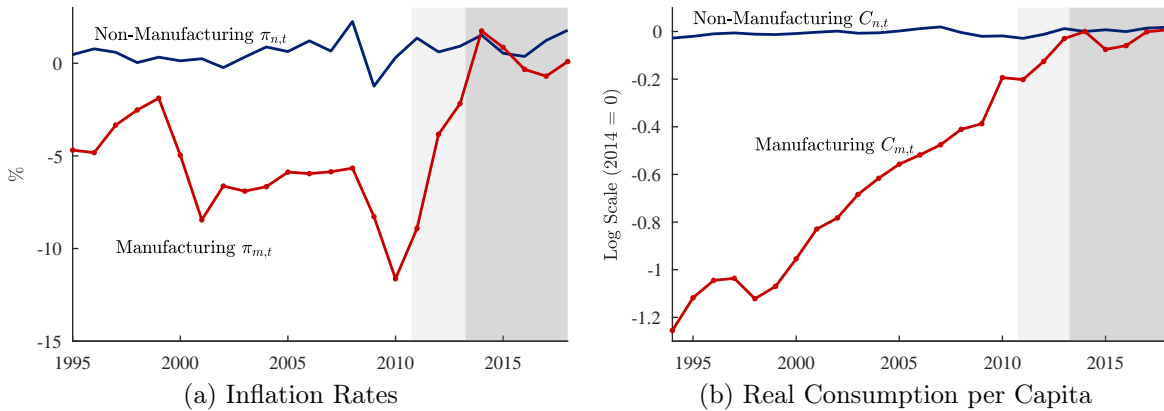 Non-Manufacturing π_{n,t}
0
-5
-10
-15
%
Manufacturing π_{m,t}
1995 2000 2005 2010 2015
(a) Inflation Rates
Non-Manufacturing C_{n,t}
0
-0.2
-0.4
-0.6
-0.8
-1
-1.2
Log Scale (2014 = 0)
Manufacturing C_{m,t}
1995 2000 2005 2010 2015
(b) Real Consumption per Capita